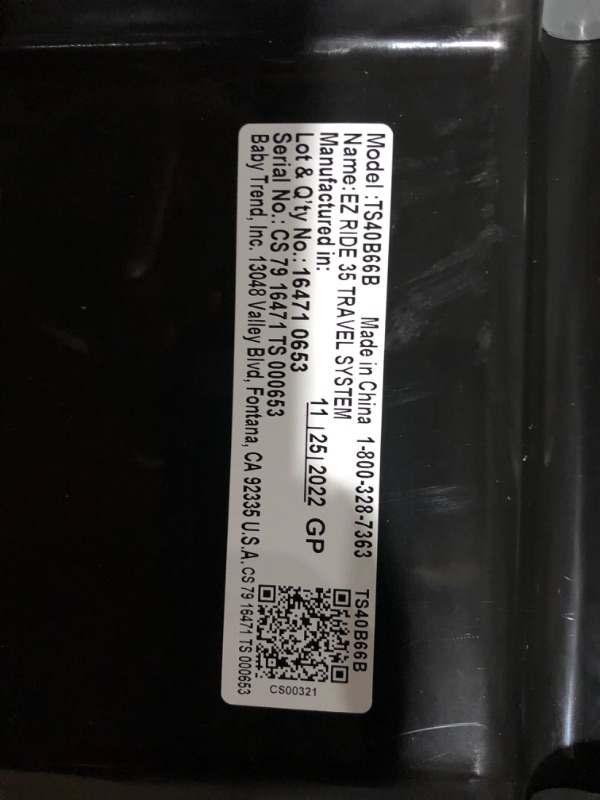 Model :TS40B66B Made in China 1-800-328-7363
Name:EZ RIDE 35 TRAVEL SYSTEM
Manufactured in: 11 | 25 | 2022 GP
Lot & Q'ty No.: 16471 0653
Serial No.: CS 79 16471 TS 000653
Baby Trend, Inc. 13048 Valley Blvd, Fontana, CA 92335 U.S.A.
TS40B66B
CS00321
CS 79 16471 TS 000653